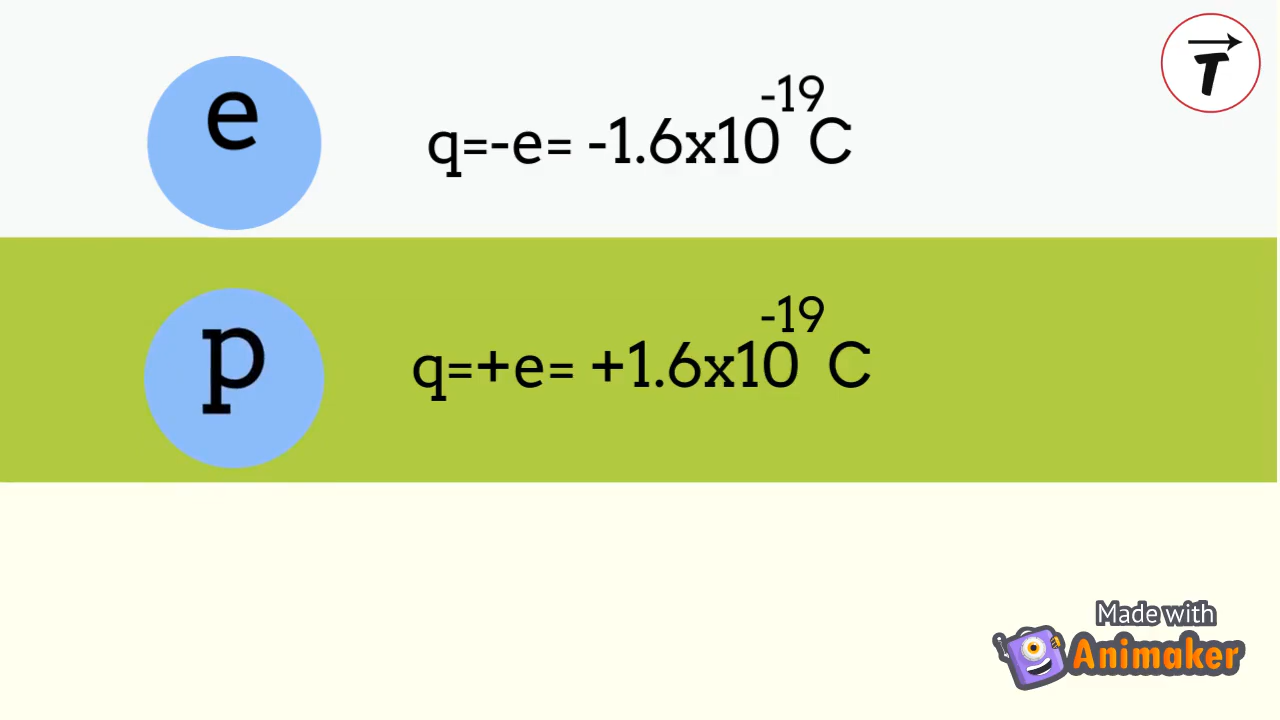 T
e
q=-e= -1.6x10⁻¹⁹ C
p
q=+e= +1.6x10⁻¹⁹ C
Made with
Animaker